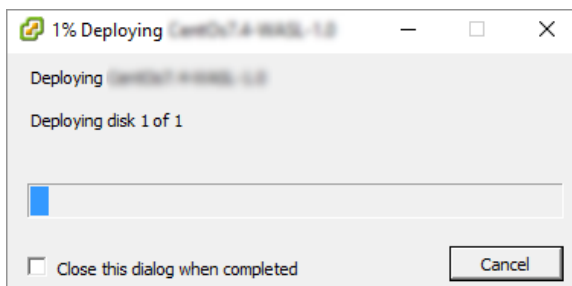 1% Deploying
Deploying
Deploying disk 1 of 1
Close this dialog when completed
Cancel